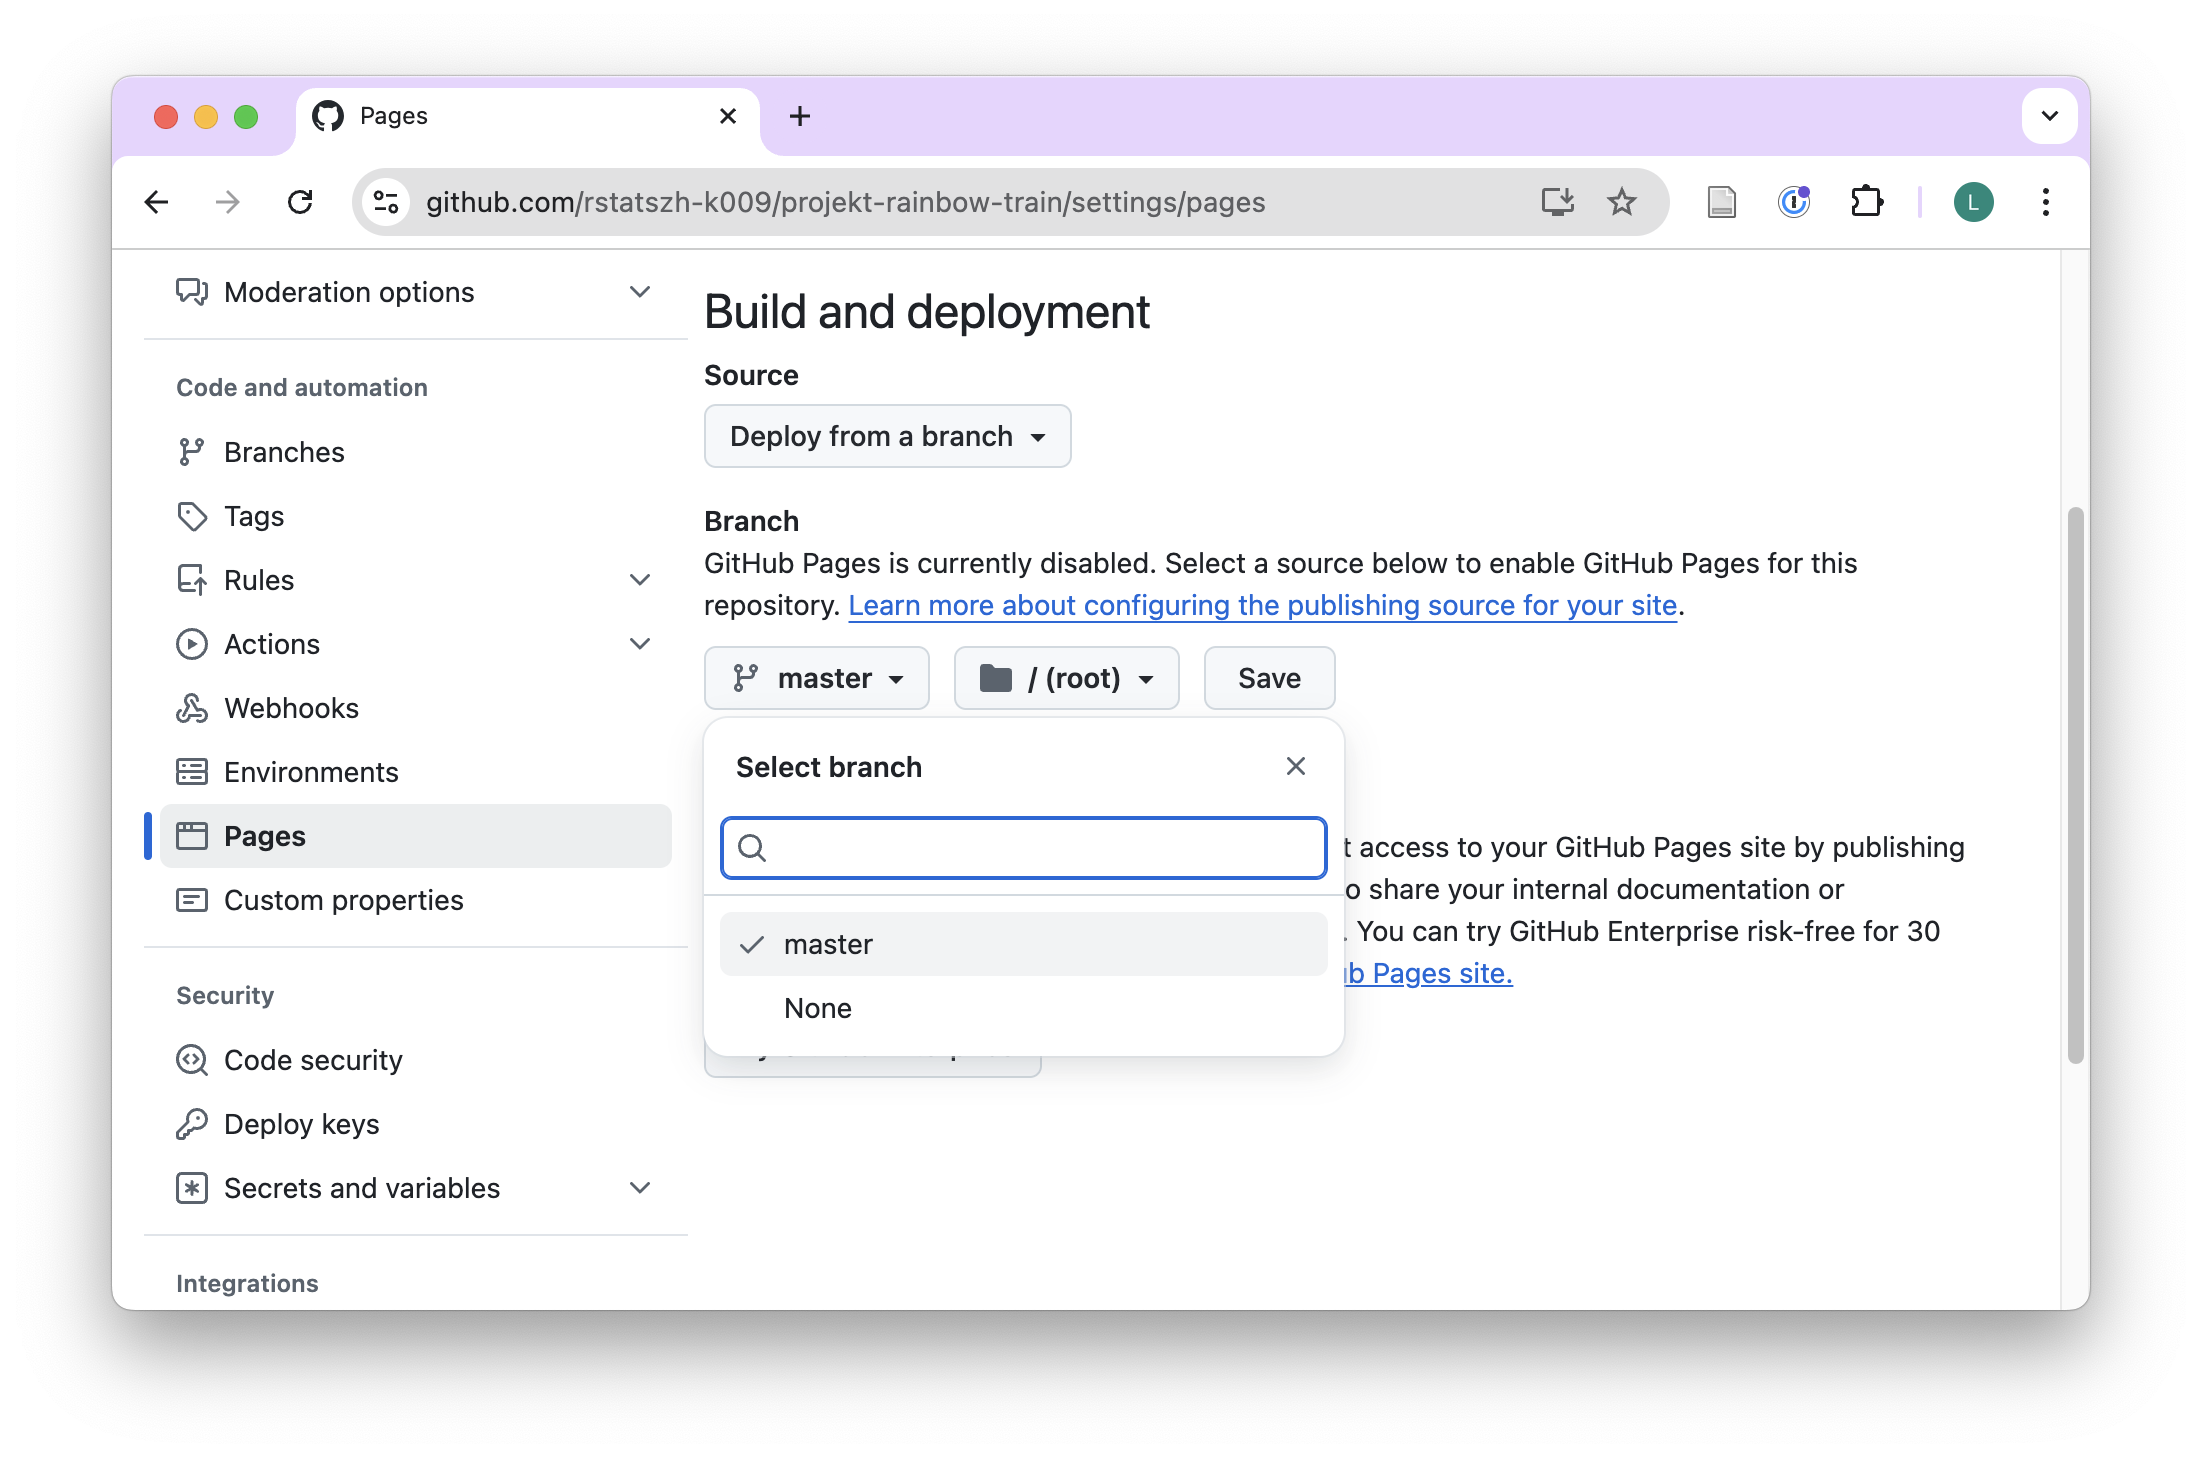 Pages
github.com/rstatszh-k009/projekt-rainbow-train/settings/pages
L
Moderation options
Code and automation
Branches
Tags
Rules
Actions
Webhooks
Environments
Pages
Custom properties
Security
Code security
Deploy keys
Secrets and variables
Integrations
Build and deployment
Source
Deploy from a branch
Branch
GitHub Pages is currently disabled. Select a source below to enable GitHub Pages for this
repository. Learn more about configuring the publishing source for your site.
master
/ (root)
Save
Select branch
master
None
access to your GitHub Pages site by publishing
share your internal documentation or
. You can try GitHub Enterprise risk-free for 30
Pages site.